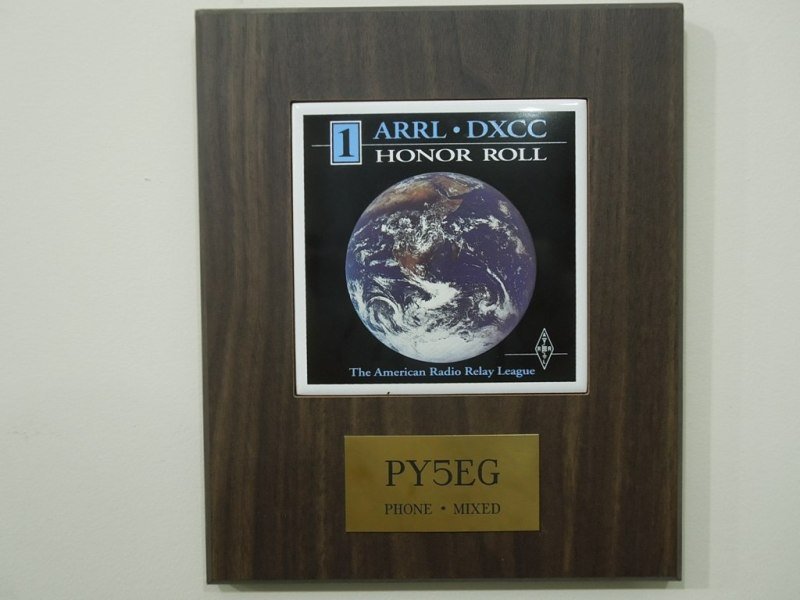 1
ARRL • DXCC
HONOR ROLL
A
R R
L
The American Radio Relay League
PY5EG
PHONE • MIXED